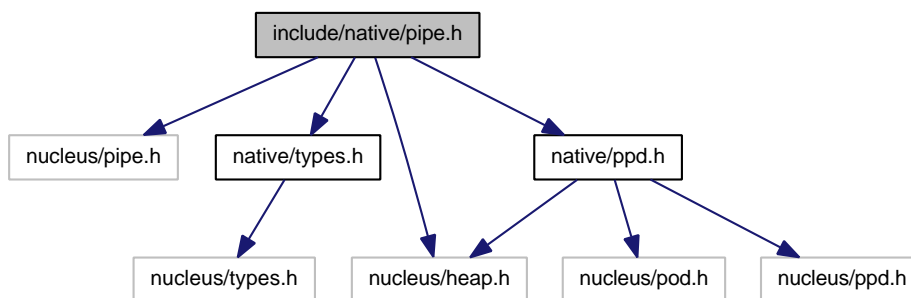 include/native/pipe.h
nucleus/pipe.h
native/types.h
native/ppd.h
nucleus/types.h
nucleus/heap.h
nucleus/pod.h
nucleus/ppd.h